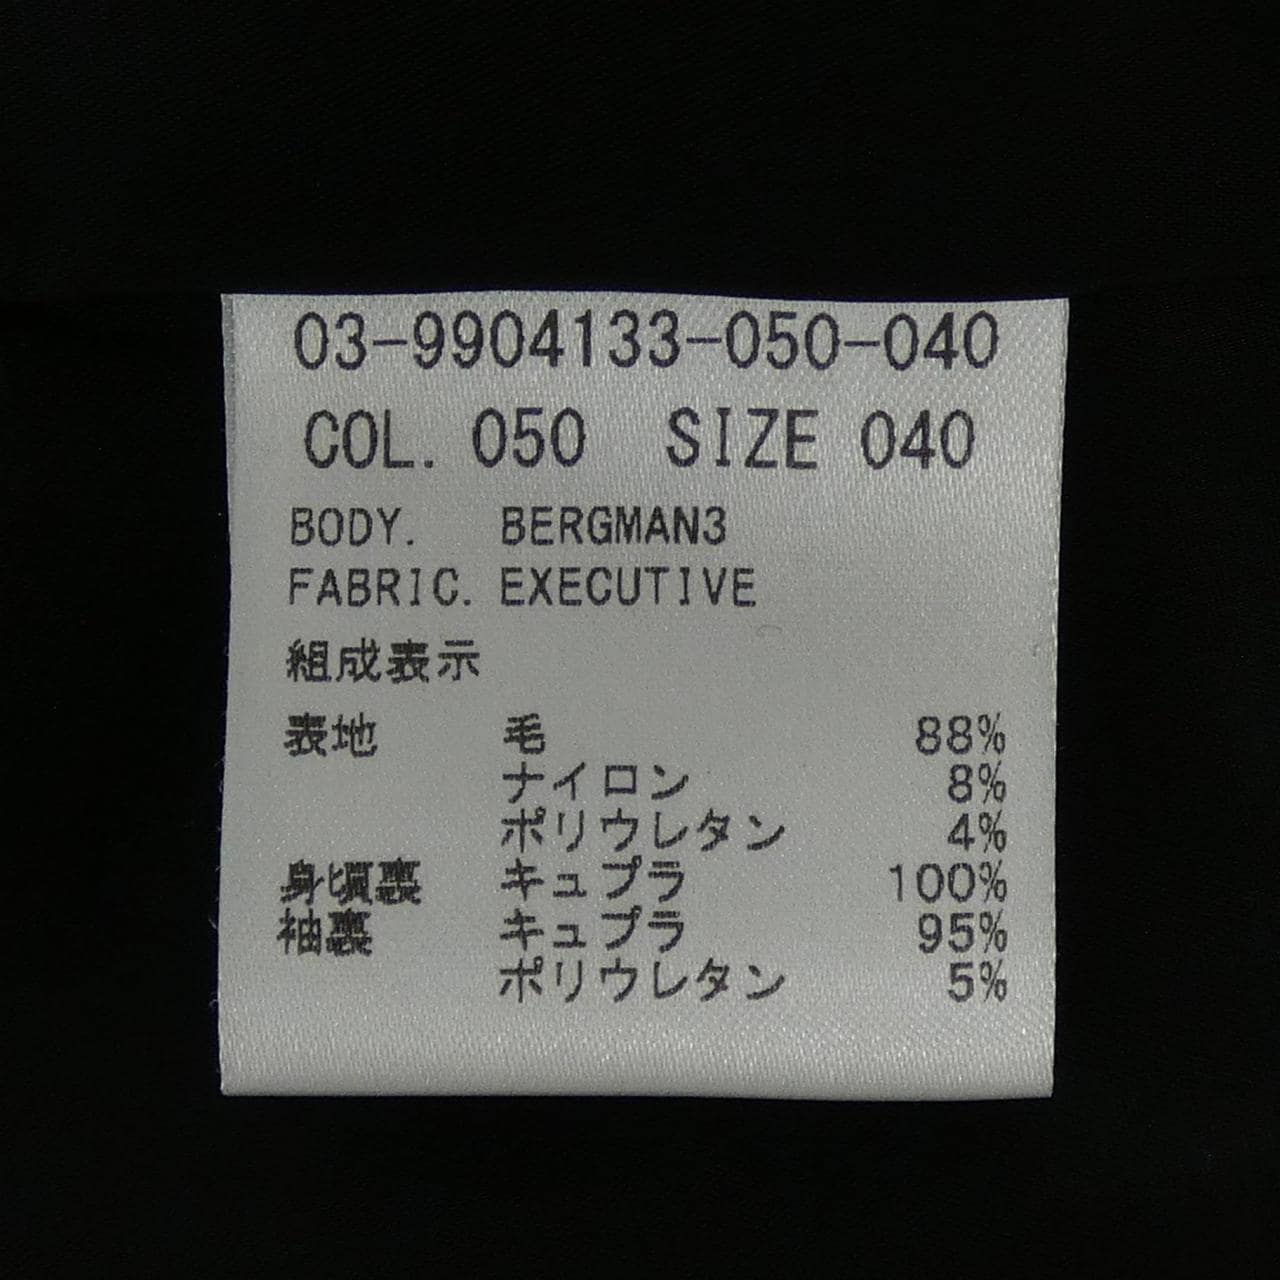 03-9904133-050-040
COL. 050 SIZE 040
BODY. BERGMAN3
FABRIC. EXECUTIVE
組成表示
表地 毛 88%
ナイロン 8%
ポリウレタン 4%
身頃裏 キュプラ 100%
袖裏 キュプラ 95%
ポリウレタン 5%